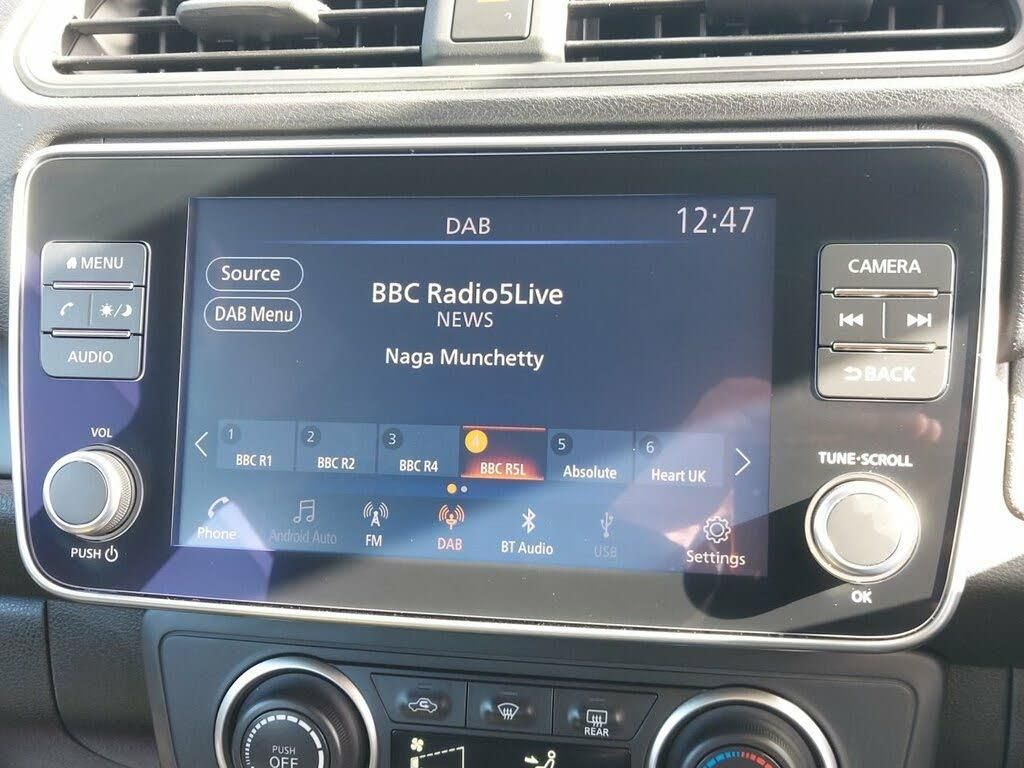 DAB
12:47
MENU
AUDIO
VOL
PUSH
Source
DAB Menu
BBC Radio5Live
NEWS
Naga Munchetty
1
BBC R1
2
BBC R2
3
BBC R4
4
BBC R5L
5
Absolute
6
Heart UK
Phone
Android Auto
FM
DAB
BT Audio
USB
Settings
CAMERA
BACK
TUNE·SCROLL
OK
PUSH
OFF
REAR